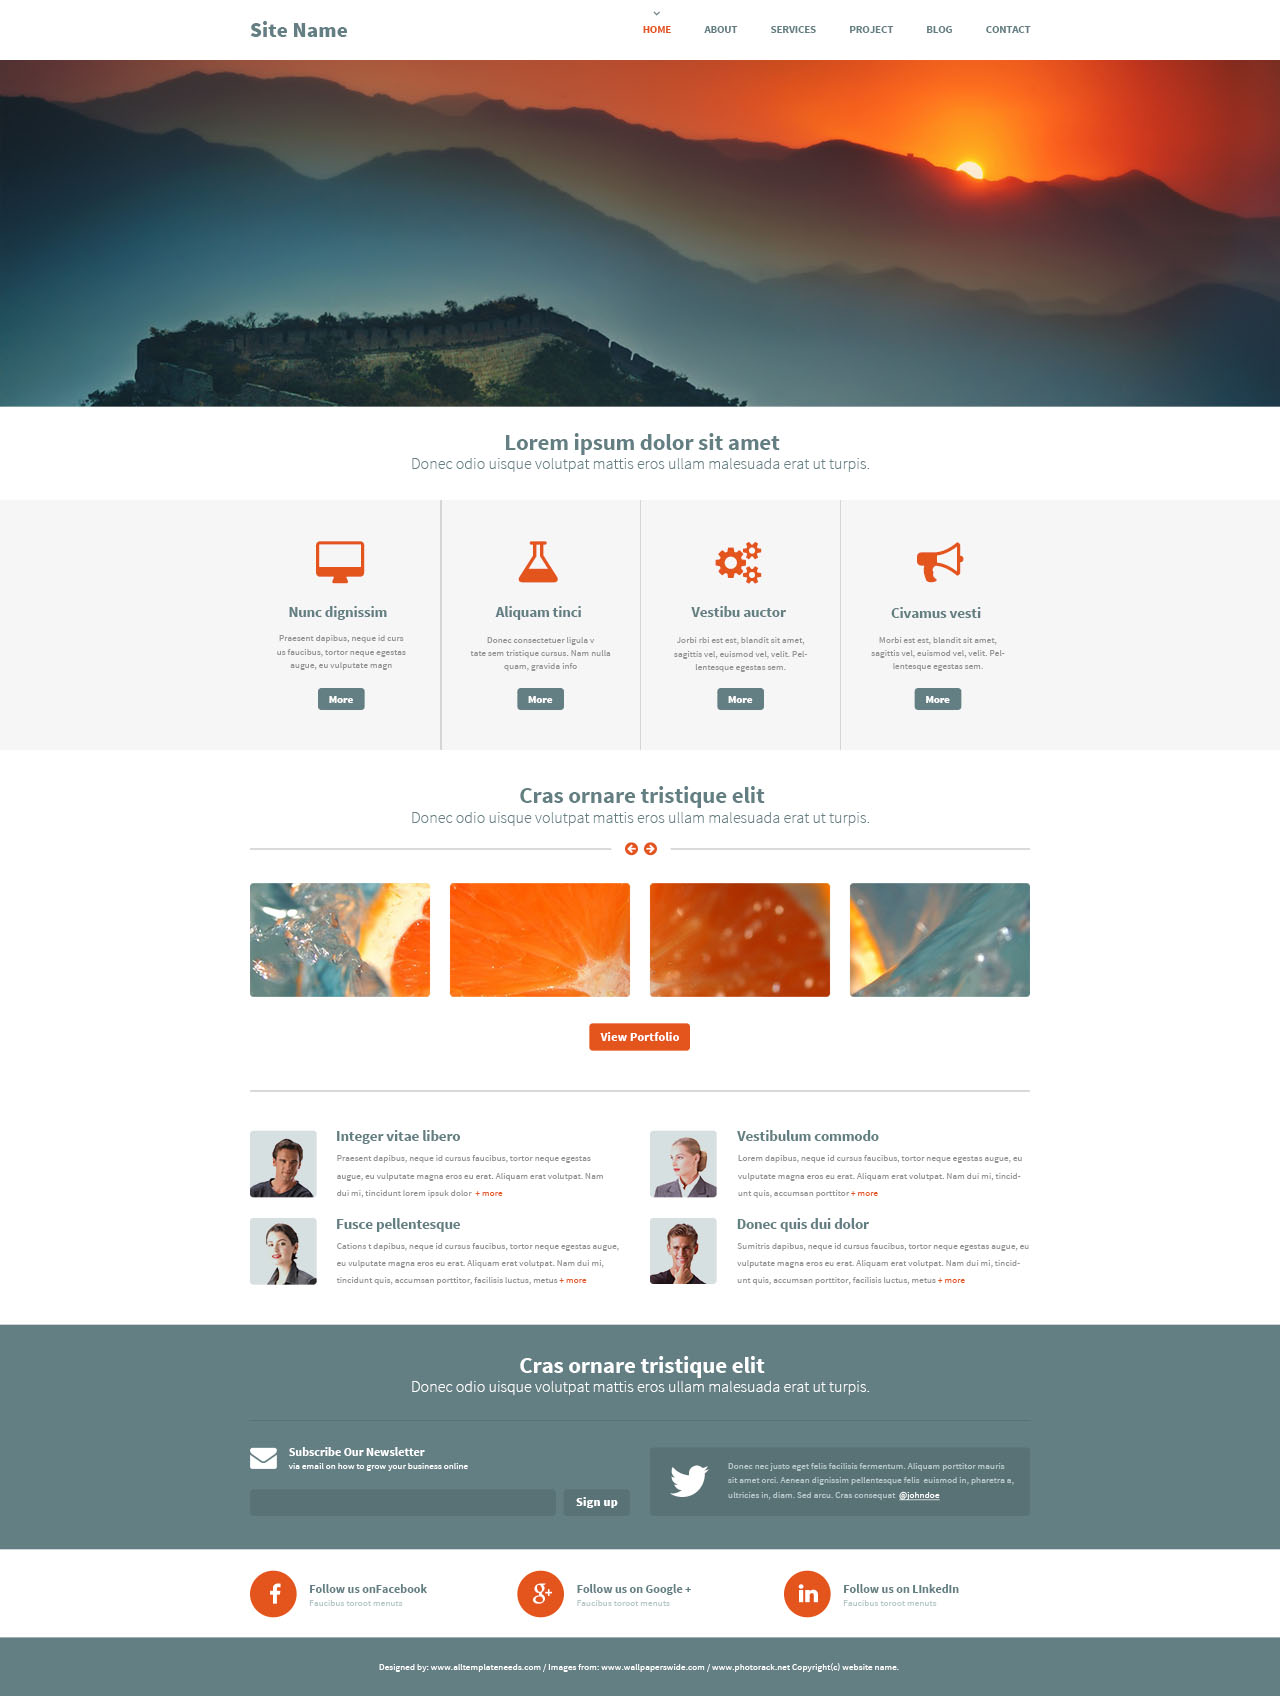 Site Name
HOME ABOUT SERVICES PROJECT BLOG CONTACT
Lorem ipsum dolor sit amet
Donec odio uisque volutpat mattis eros ullam malesuada erat ut turpis.
Nunc dignissim
Praesent dapibus, neque id curs
us faucibus, tortor neque egestas
augue, eu vulputate magn
More
Aliquam tinci
Donec consectetuer ligula v
tate sem tristique cursus. Nam nulla
quam, gravida info
More
Vestibu auctor
Jorbi rbi est est, blandit sit amet,
sagittis vel, euismod vel, velit. Pel-
lentesque egestas sem.
More
Civamus vesti
Morbi est est, blandit sit amet,
sagittis vel, euismod vel, velit. Per-
lentesque egestas sem.
More
Cras ornare tristique elit
Donec odio uisque volutpat mattis eros ullam malesuada erat ut turpis.
View Portfolio
Integer vitae libero
Praesent dapibus, neque id cursus faucibus, tortor neque egestas
augue, eu vulputate magna eros eu erat. Aliquam erat volutpat. Nam
dui mi, tincidunt lorem ipsuk dolor + more
Vestibulum commodo
Lorem dapibus, neque id cursus faucibus, tortor neque egestas augue, eu
vulputate magna eros eu erat. Aliquam erat volutpat. Nam dui mi, tincid-
unt quis, accumsan porttitor + more
Fusce pellentesque
Cations t dapibus, neque id cursus faucibus, tortor neque egestas augue,
eu vulputate magna eros eu erat. Aliquam erat volutpat. Nam dui mi,
tincidunt quis, accumsan porttitor, facilisis luctus, metus + more
Donec quis dui dolor
Sumitris dapibus, neque id cursus faucibus, tortor neque egestas augue, eu
vulputate magna eros eu erat. Aliquam erat volutpat. Nam dui mi, tincid-
unt quis, accumsan porttitor, facilisis luctus, metus + more
Cras ornare tristique elit
Donec odio uisque volutpat mattis eros ullam malesuada erat ut turpis.
Subscribe Our Newsletter
via email on how to grow your business online
Sign up
Donec nec justo eget felis facilisis fermentum. Aliquam porttitor mauris
sit amet orci. Aenean dignissim pellentesque felis euismod in, pharetra a,
ultricies in, diam. Sed arcu. Cras consequat @johndoe
Follow us onFacebook
Faucibus toroot menuts
Follow us on Google +
Faucibus toroot menuts
Follow us on LInkedIn
Faucibus toroot menuts
Designed by: www.alltemplateneeds.com / Images from: www.wallpaperswide.com / www.photorack.net Copyright(c) website name.